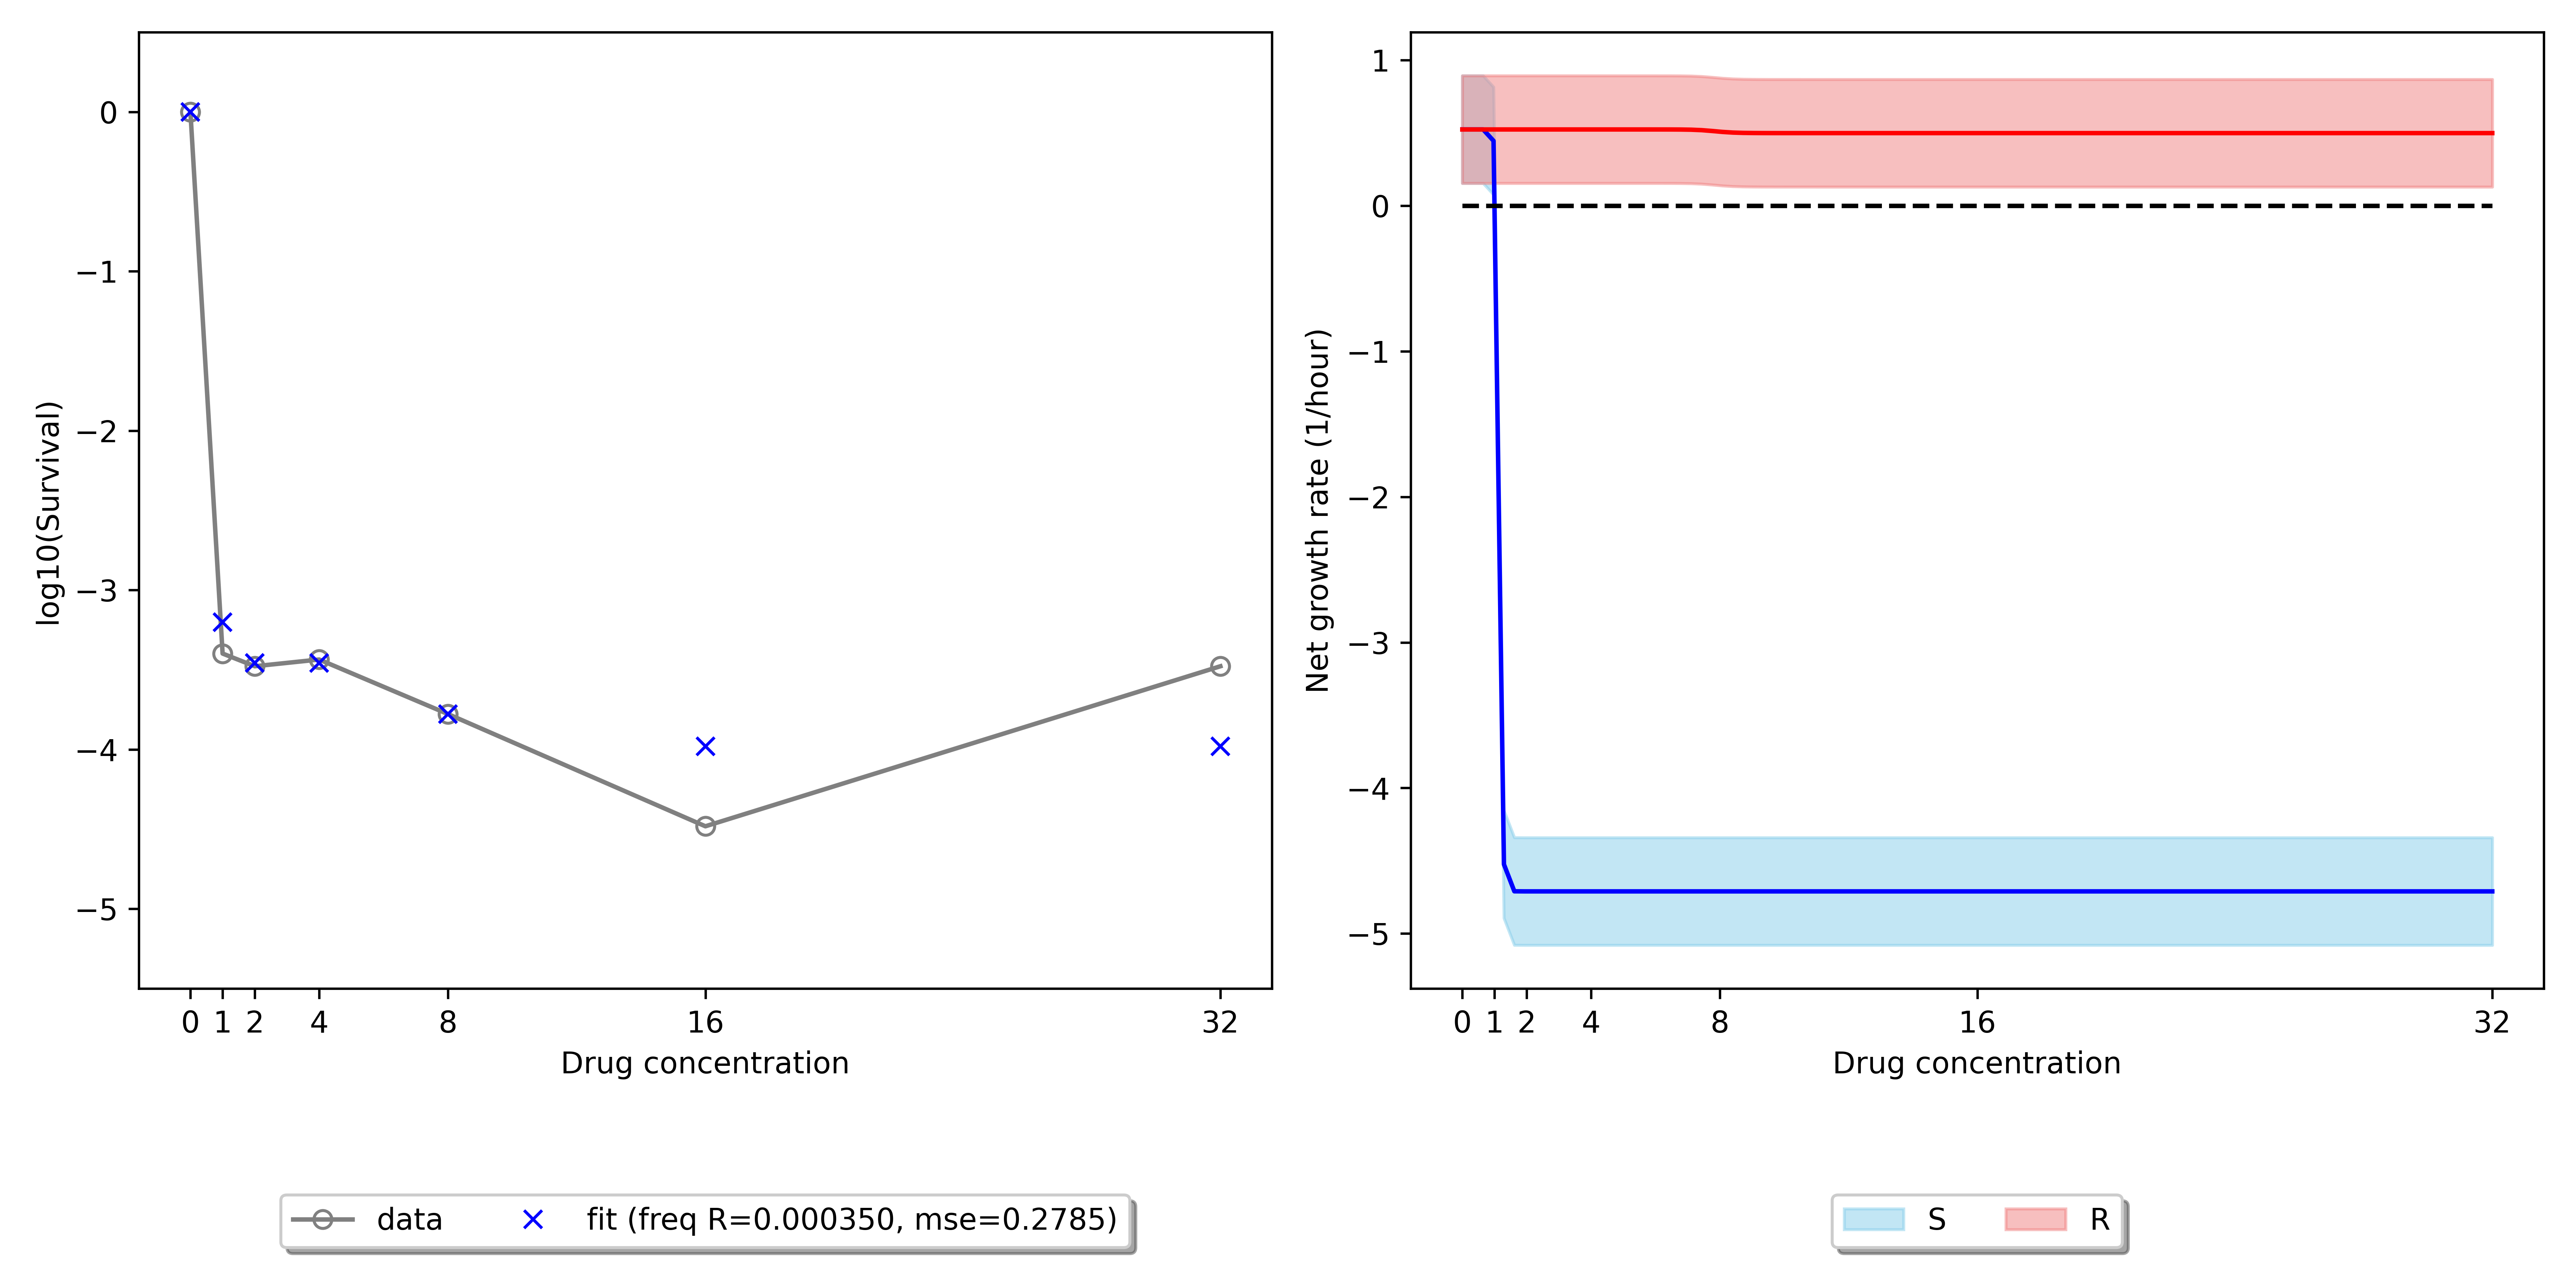 log10(Survival)
0
−1
−2
−3
−4
−5
0 1 2 4 8 16 32
Drug concentration
data fit (freq R=0.000350, mse=0.2785)
Net growth rate (1/hour)
1
0
−1
−2
−3
−4
−5
0 1 2 4 8 16 32
Drug concentration
S R